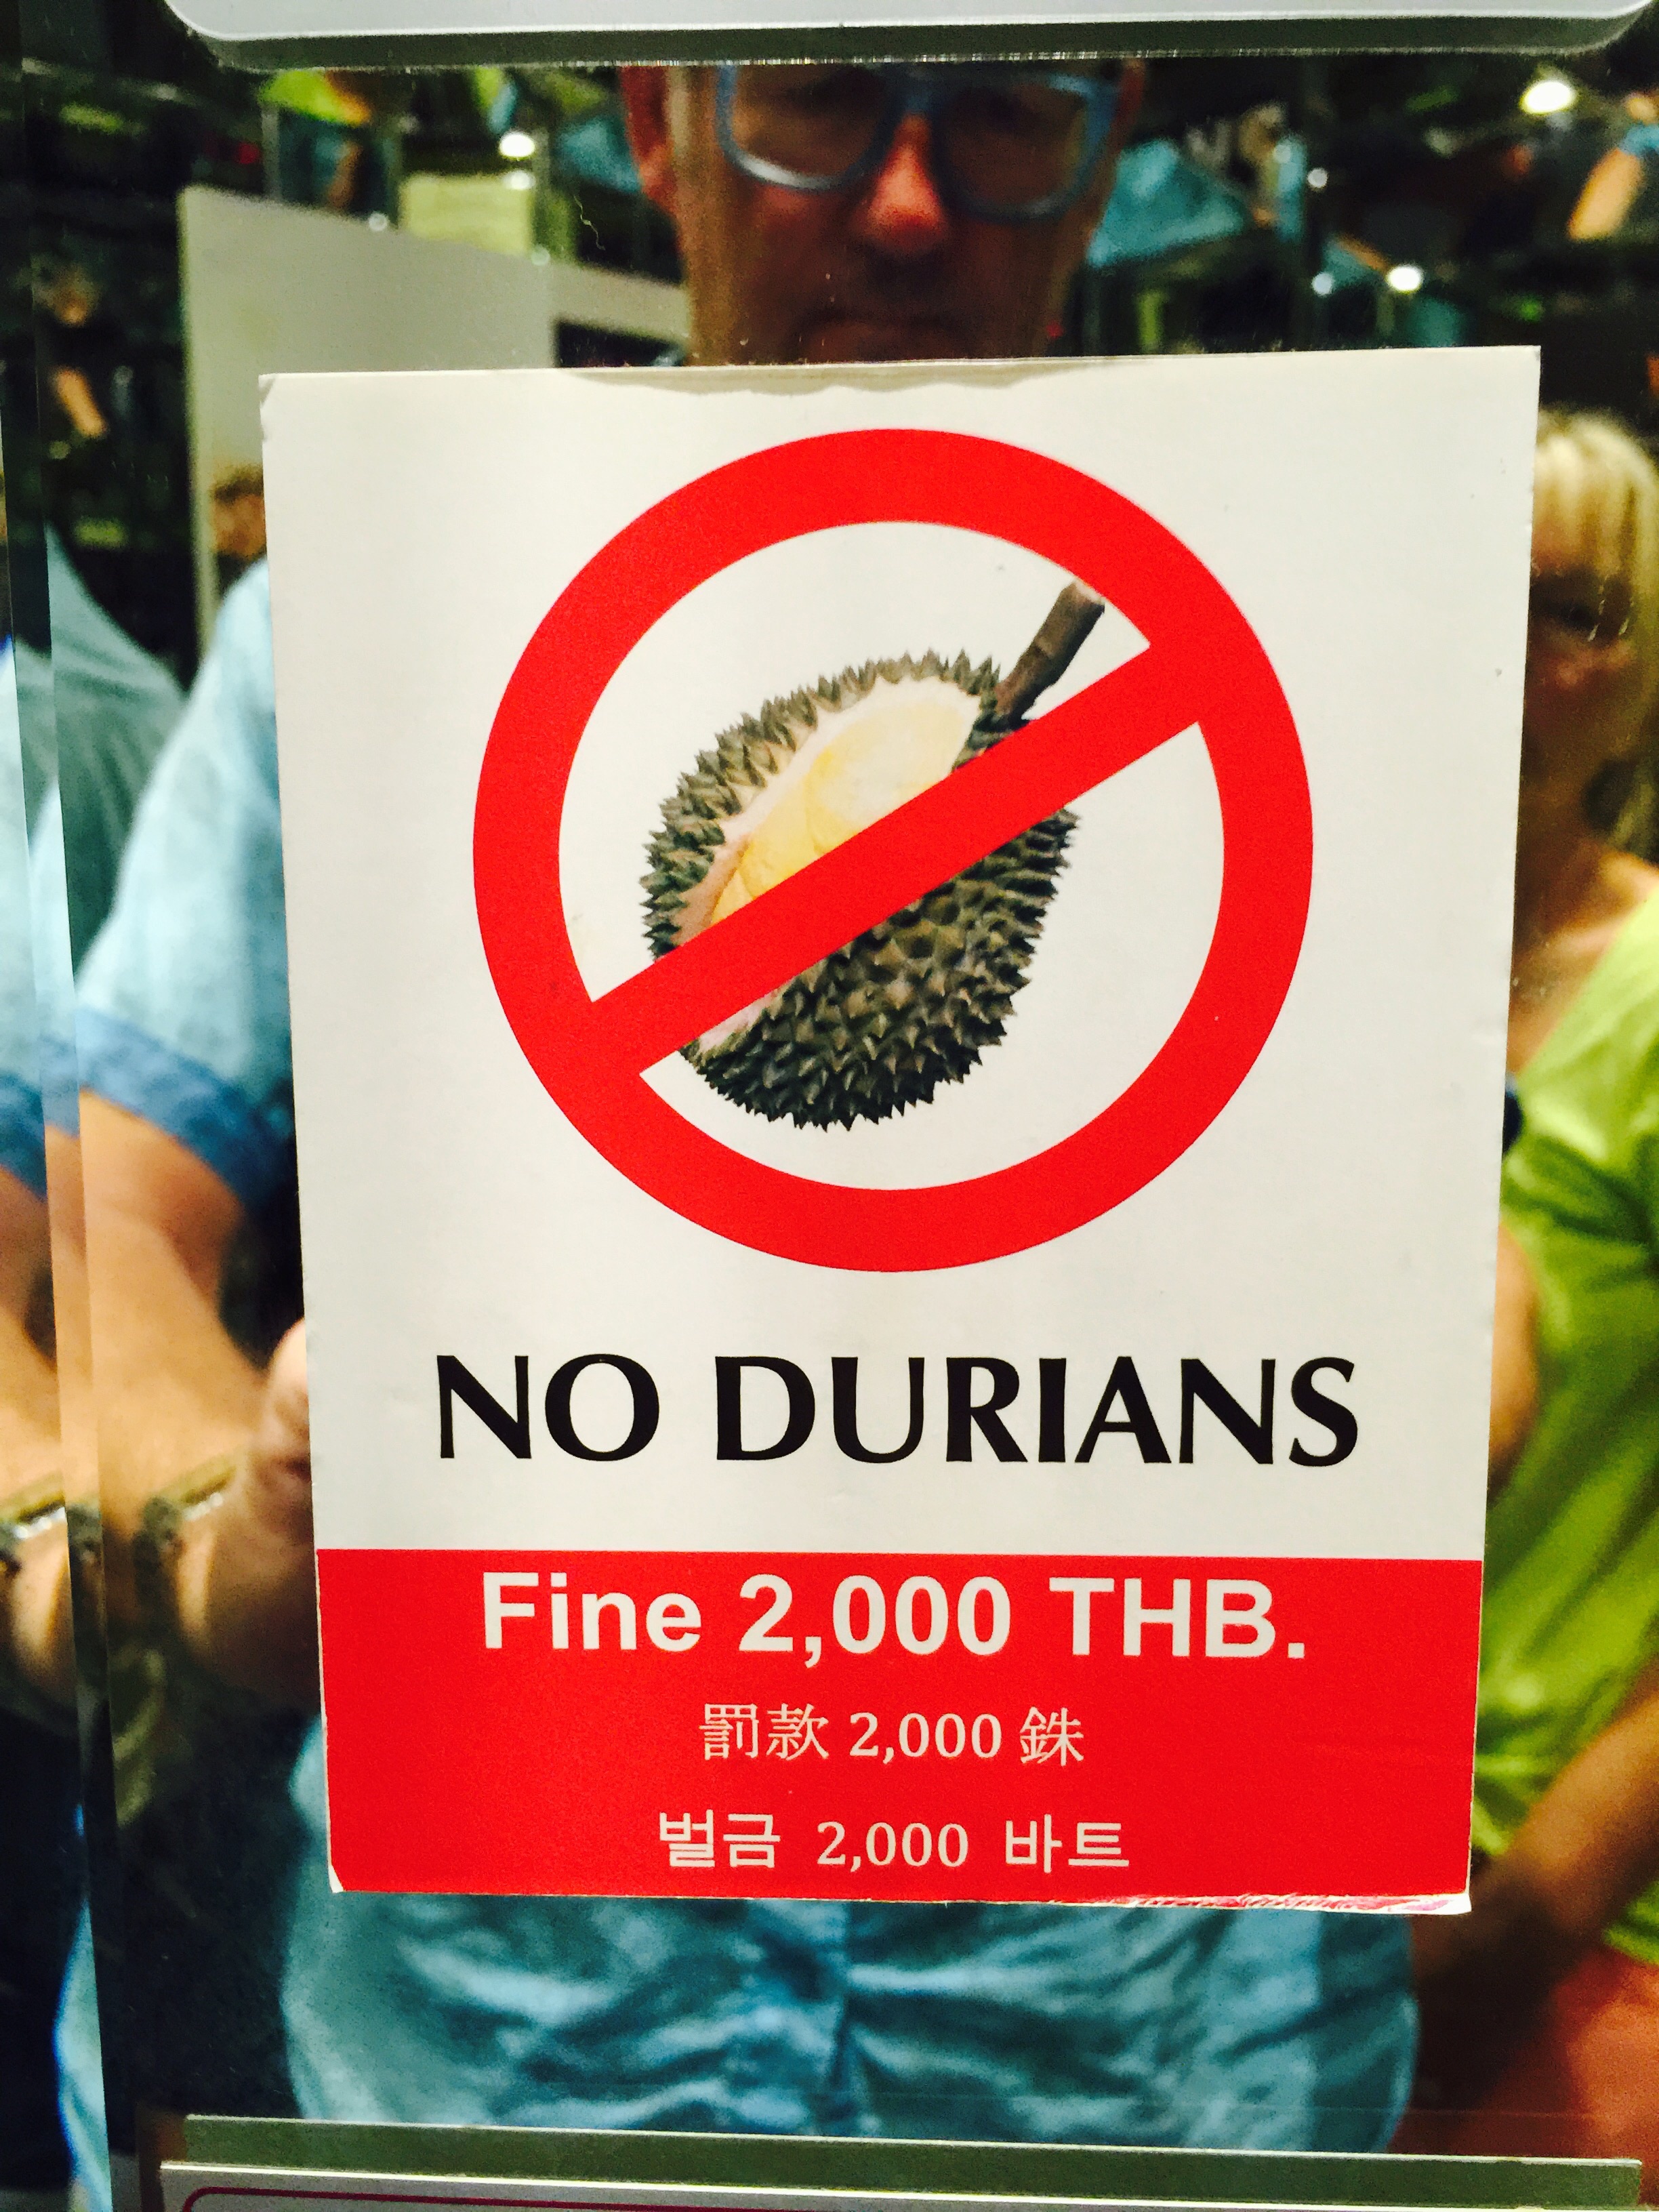 NO DURIANS
Fine 2,000 THB.
罰款 2,000 銖
벌금 2,000 바트